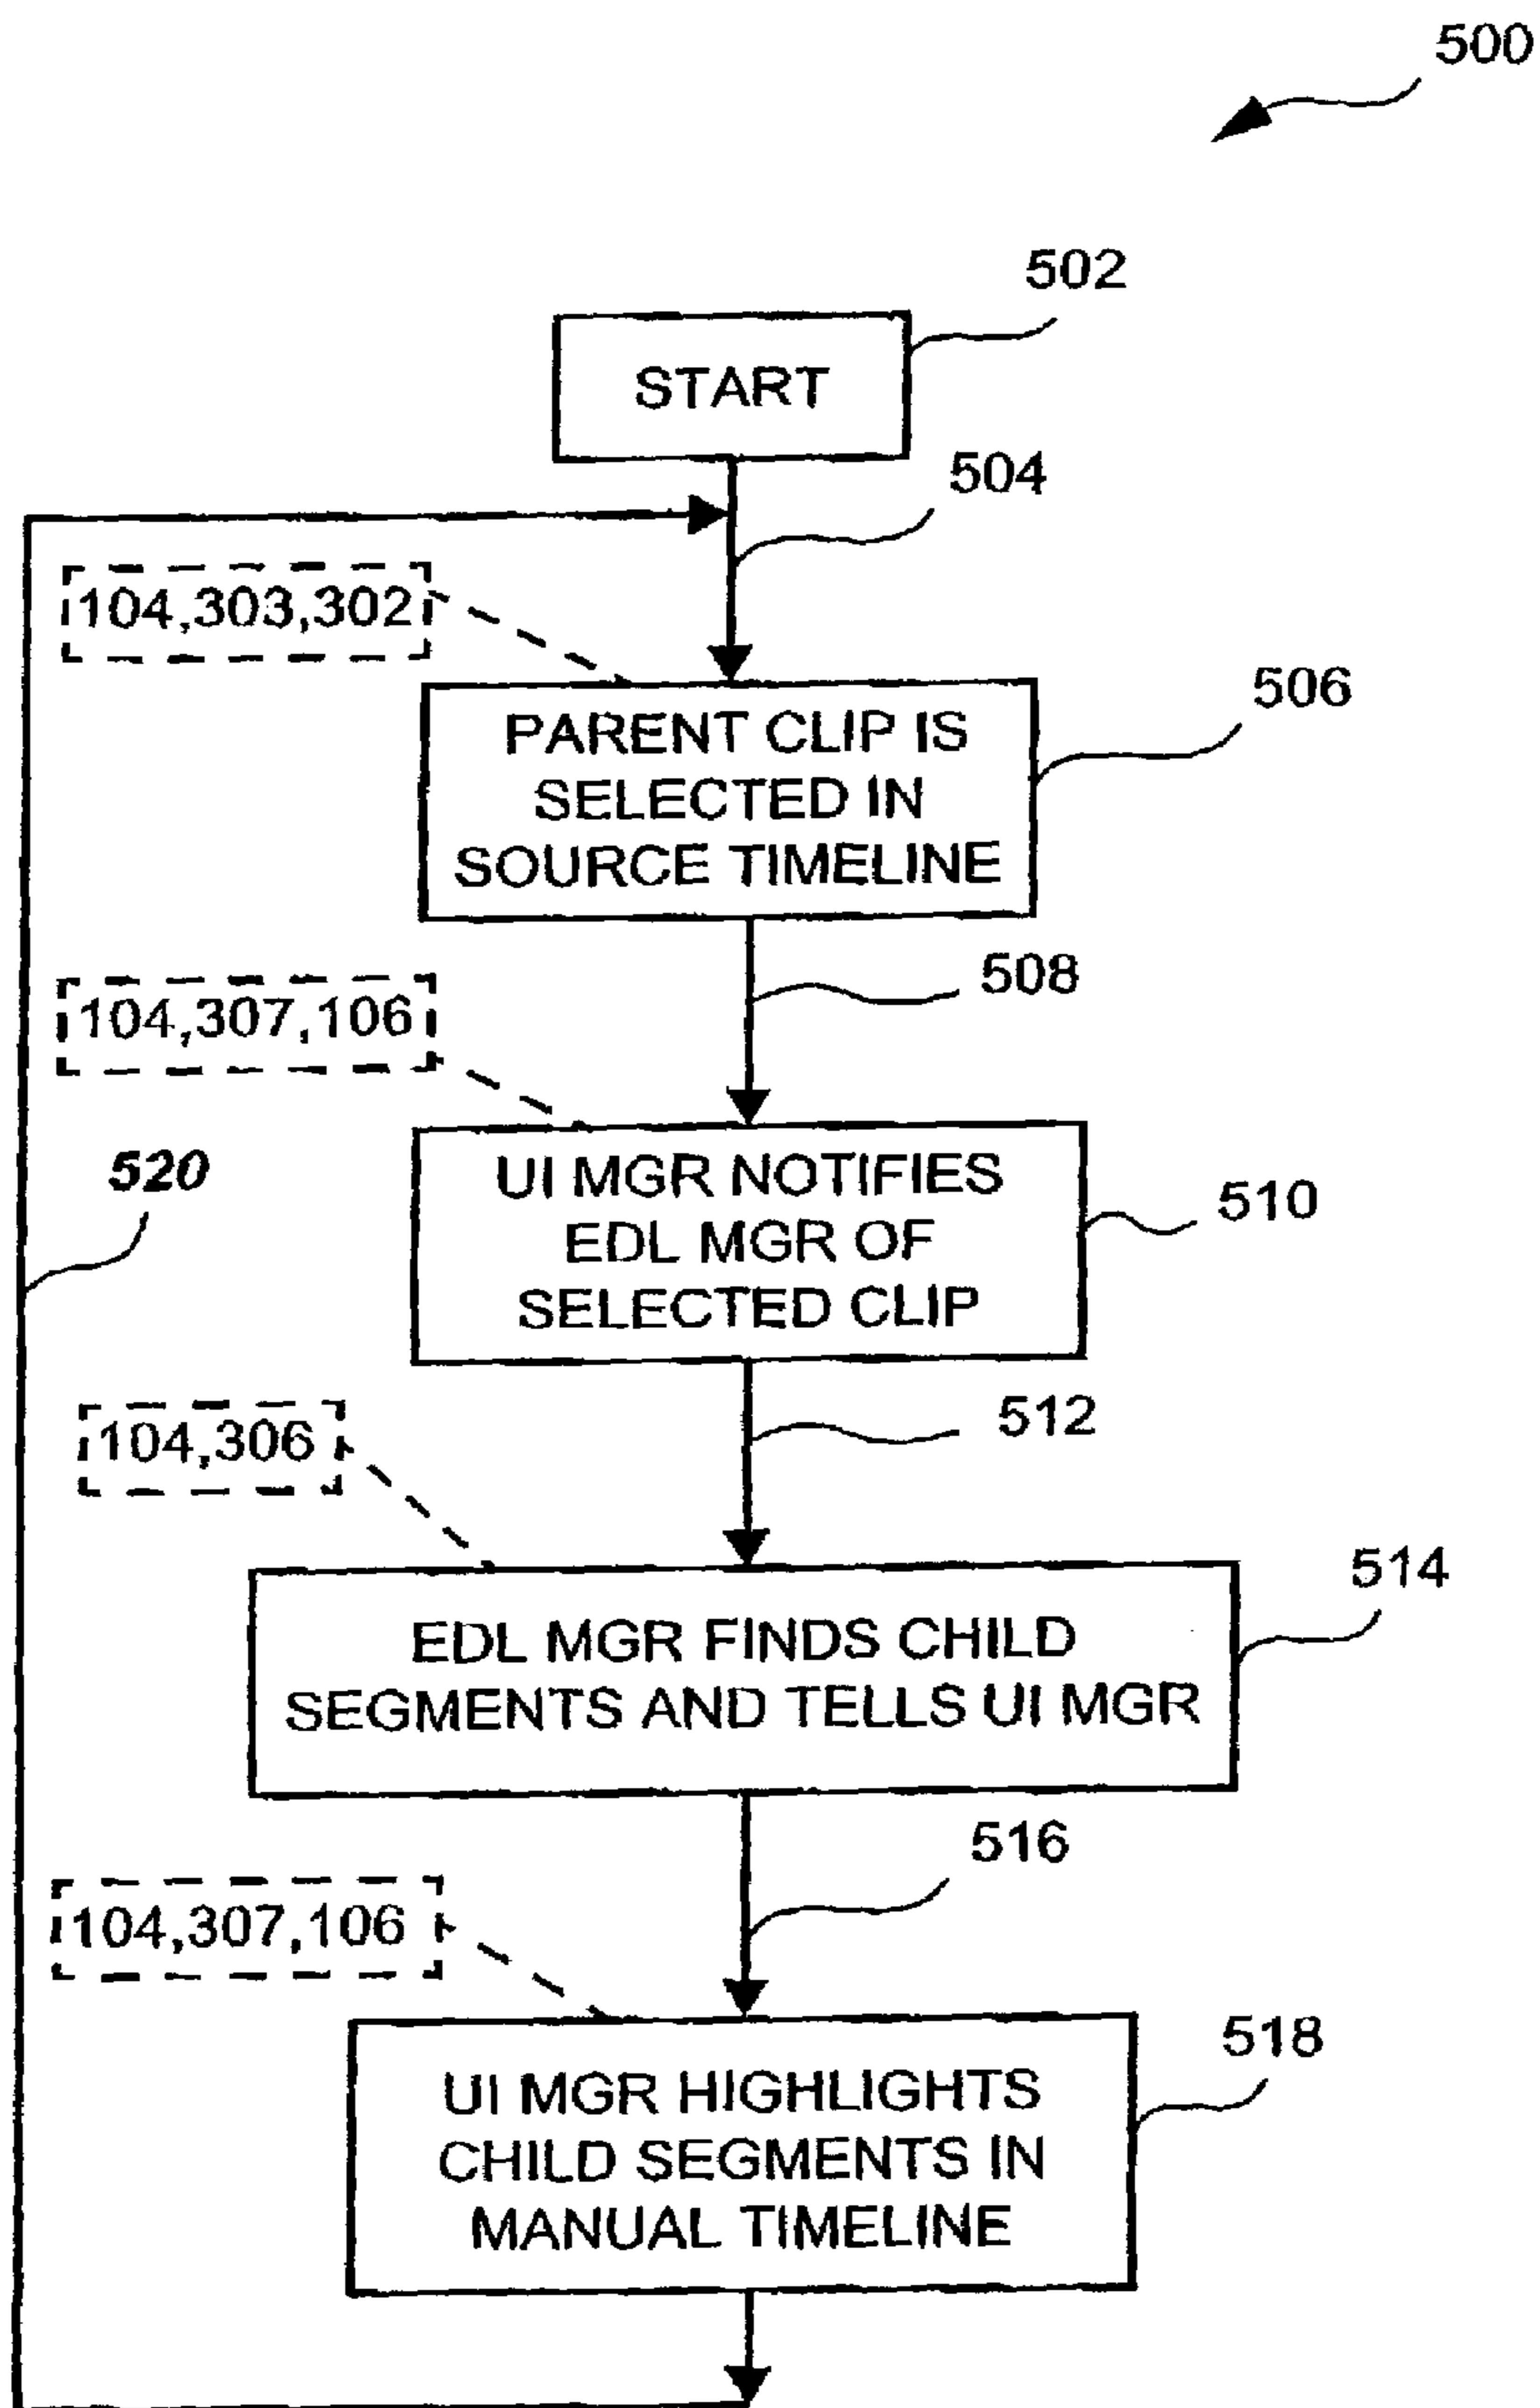 500
502
START
504
104,303,302
506
PARENT CLIP IS
SELECTED IN
SOURCE TIMELINE
508
104,307,106
520
UI MGR NOTIFIES
EDL MGR OF
SELECTED CLIP
510
512
104,306
514
EDL MGR FINDS CHILD
SEGMENTS AND TELLS UI MGR
516
104,307,106
518
UI MGR HIGHLIGHTS
CHILD SEGMENTS IN
MANUAL TIMELINE